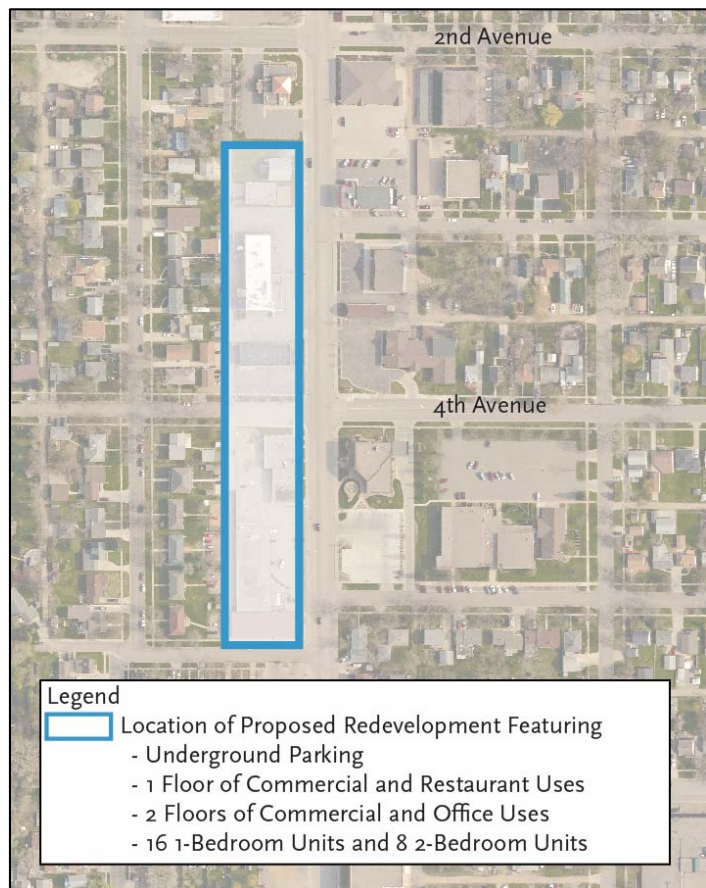 2nd Avenue
4th Avenue
Legend
Location of Proposed Redevelopment Featuring
- Underground Parking
- 1 Floor of Commercial and Restaurant Uses
- 2 Floors of Commercial and Office Uses
- 16 1-Bedroom Units and 8 2-Bedroom Units